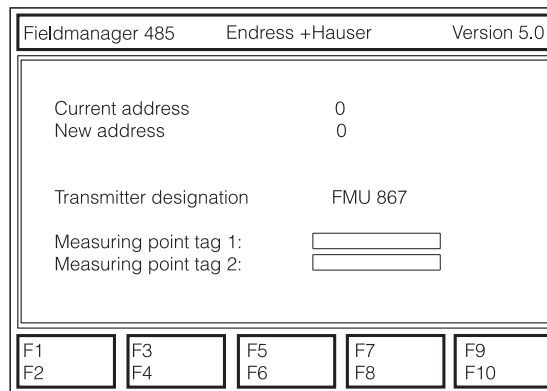 Fieldmanager 485 Endress +Hauser Version 5.0
Current address 0
New address 0
Transmitter designation FMU 867
Measuring point tag 1:
Measuring point tag 2:
F1 F3 F5 F7 F9
F2 F4 F6 F8 F10